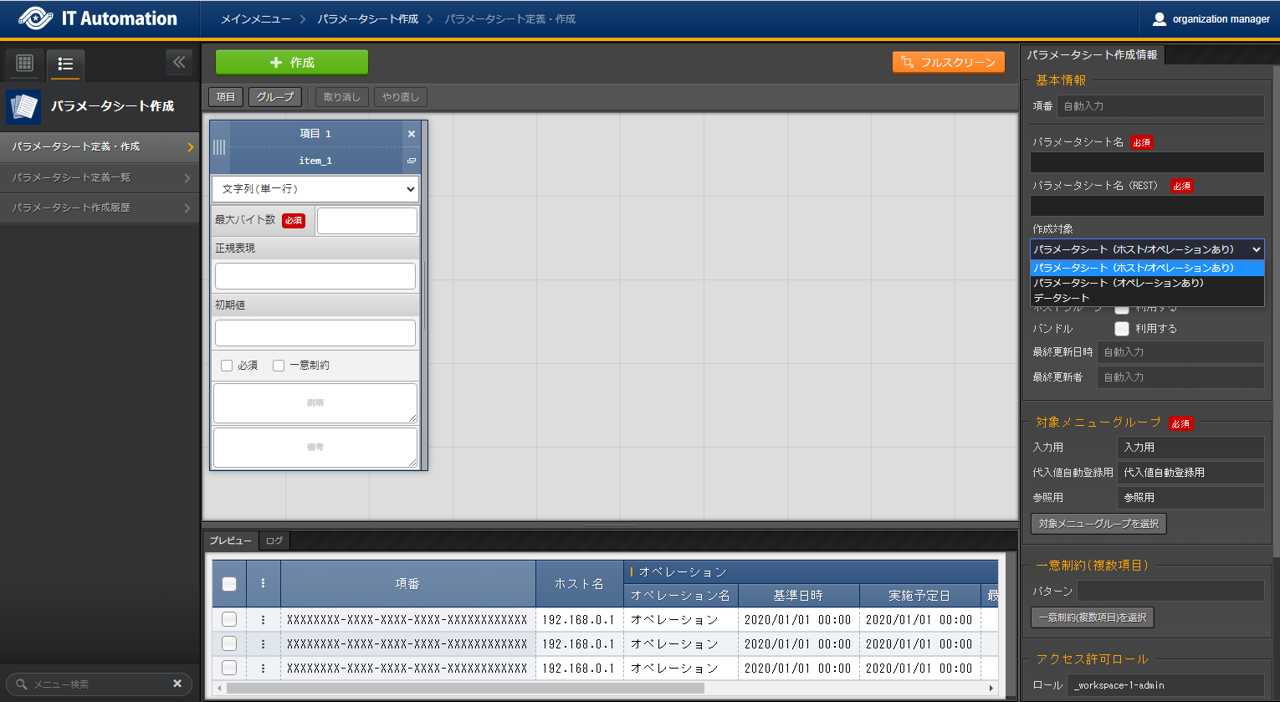 IT Automation
メインメニュー
パラメータシート作成
パラメータシート定義・作成
organization manager
パラメータシート作成
パラメータシート定義・作成
パラメータシート定義一覧
パラメータシート作成履歴
メニュー検索
作成
フルスクリーン
項目
グループ
取り消し
やり直し
項目 1
item_1
文字列(単一行)
最大バイト数 必須
正規表現
初期値
必須
一意制約
説明
備考
プレビュー
ログ
項番
ホスト名
オペレーション
オペレーション名
基準日時
実施予定日
最
XXXXXXXX-XXXX-XXXX-XXXX-XXXXXXXXXXXX 192.168.0.1 オペレーション 2020/01/01 00:00 2020/01/01 00:00
XXXXXXXX-XXXX-XXXX-XXXX-XXXXXXXXXXXX 192.168.0.1 オペレーション 2020/01/01 00:00 2020/01/01 00:00
XXXXXXXX-XXXX-XXXX-XXXX-XXXXXXXXXXXX 192.168.0.1 オペレーション 2020/01/01 00:00 2020/01/01 00:00
パラメータシート作成情報
基本情報
項番 自動入力
パラメータシート名 必須
パラメータシート名（REST） 必須
作成対象
パラメータシート（ホスト/オペレーションあり）
パラメータシート（ホスト/オペレーションあり）
パラメータシート（オペレーションあり）
データシート
ホストグループ 利用する
バンドル 利用する
最終更新日時 自動入力
最終更新者 自動入力
対象メニューグループ 必須
入力用 入力用
代入値自動登録用 代入値自動登録用
参照用 参照用
対象メニューグループを選択
一意制約(複数項目)
パターン
一意制約(複数項目)を選択
アクセス許可ロール
ロール _workspace-1-admin